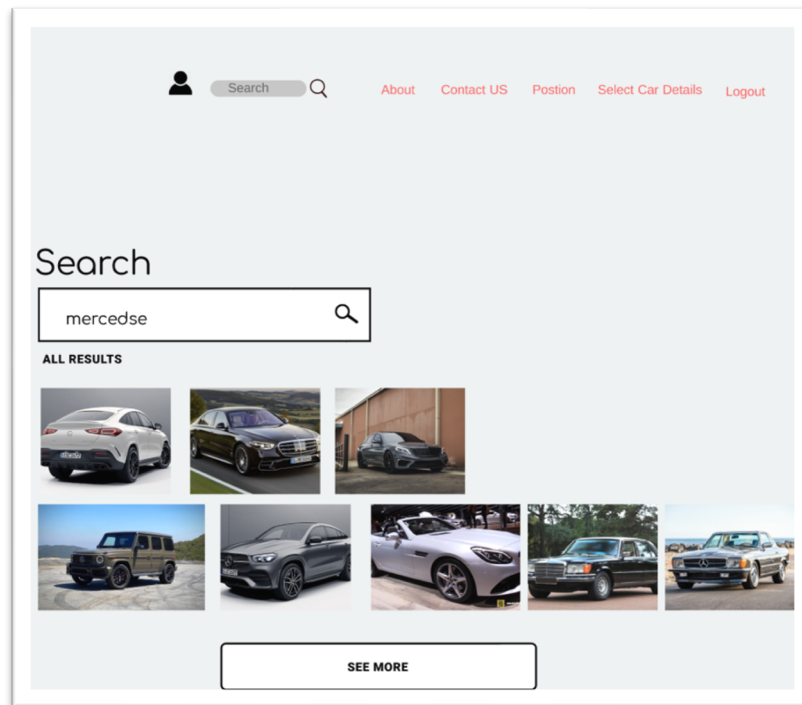 Search
About Contact US Postion Select Car Details Logout
Search
mercedse
ALL RESULTS
SEE MORE